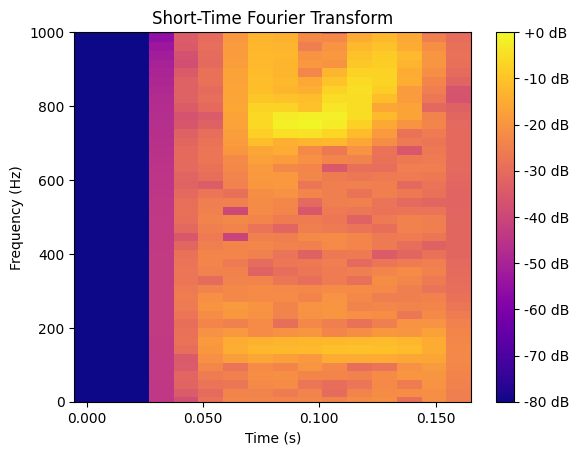 Short-Time Fourier Transform
1000
800
600
400
200
0
Frequency (Hz)
0.000
0.050
0.100
0.150
Time (s)
+0 dB
-10 dB
-20 dB
-30 dB
-40 dB
-50 dB
-60 dB
-70 dB
-80 dB